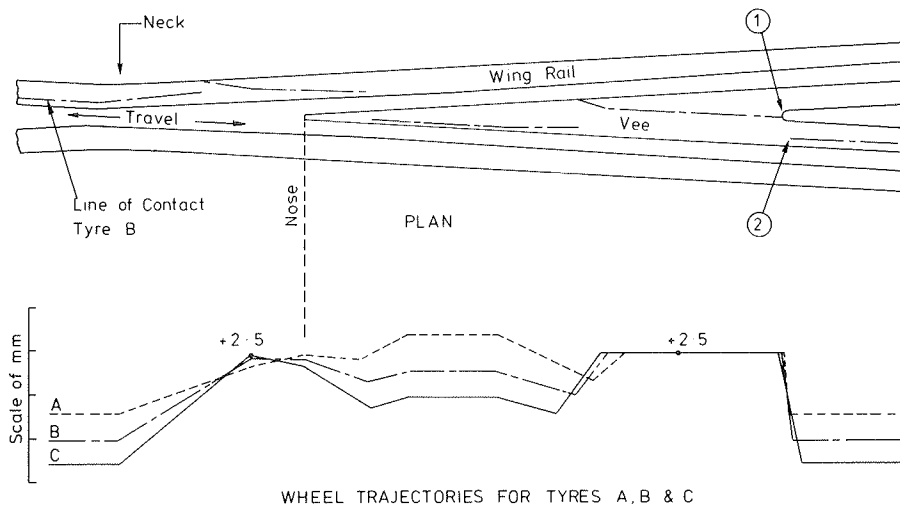 1
Neck
Wing Rail
Travel
Vee
Line of Contact
Tyre B
Nose
PLAN
2
+2·5
+2·5
Scale of mm
A
B
C
WHEEL TRAJECTORIES FOR TYRES A,B & C